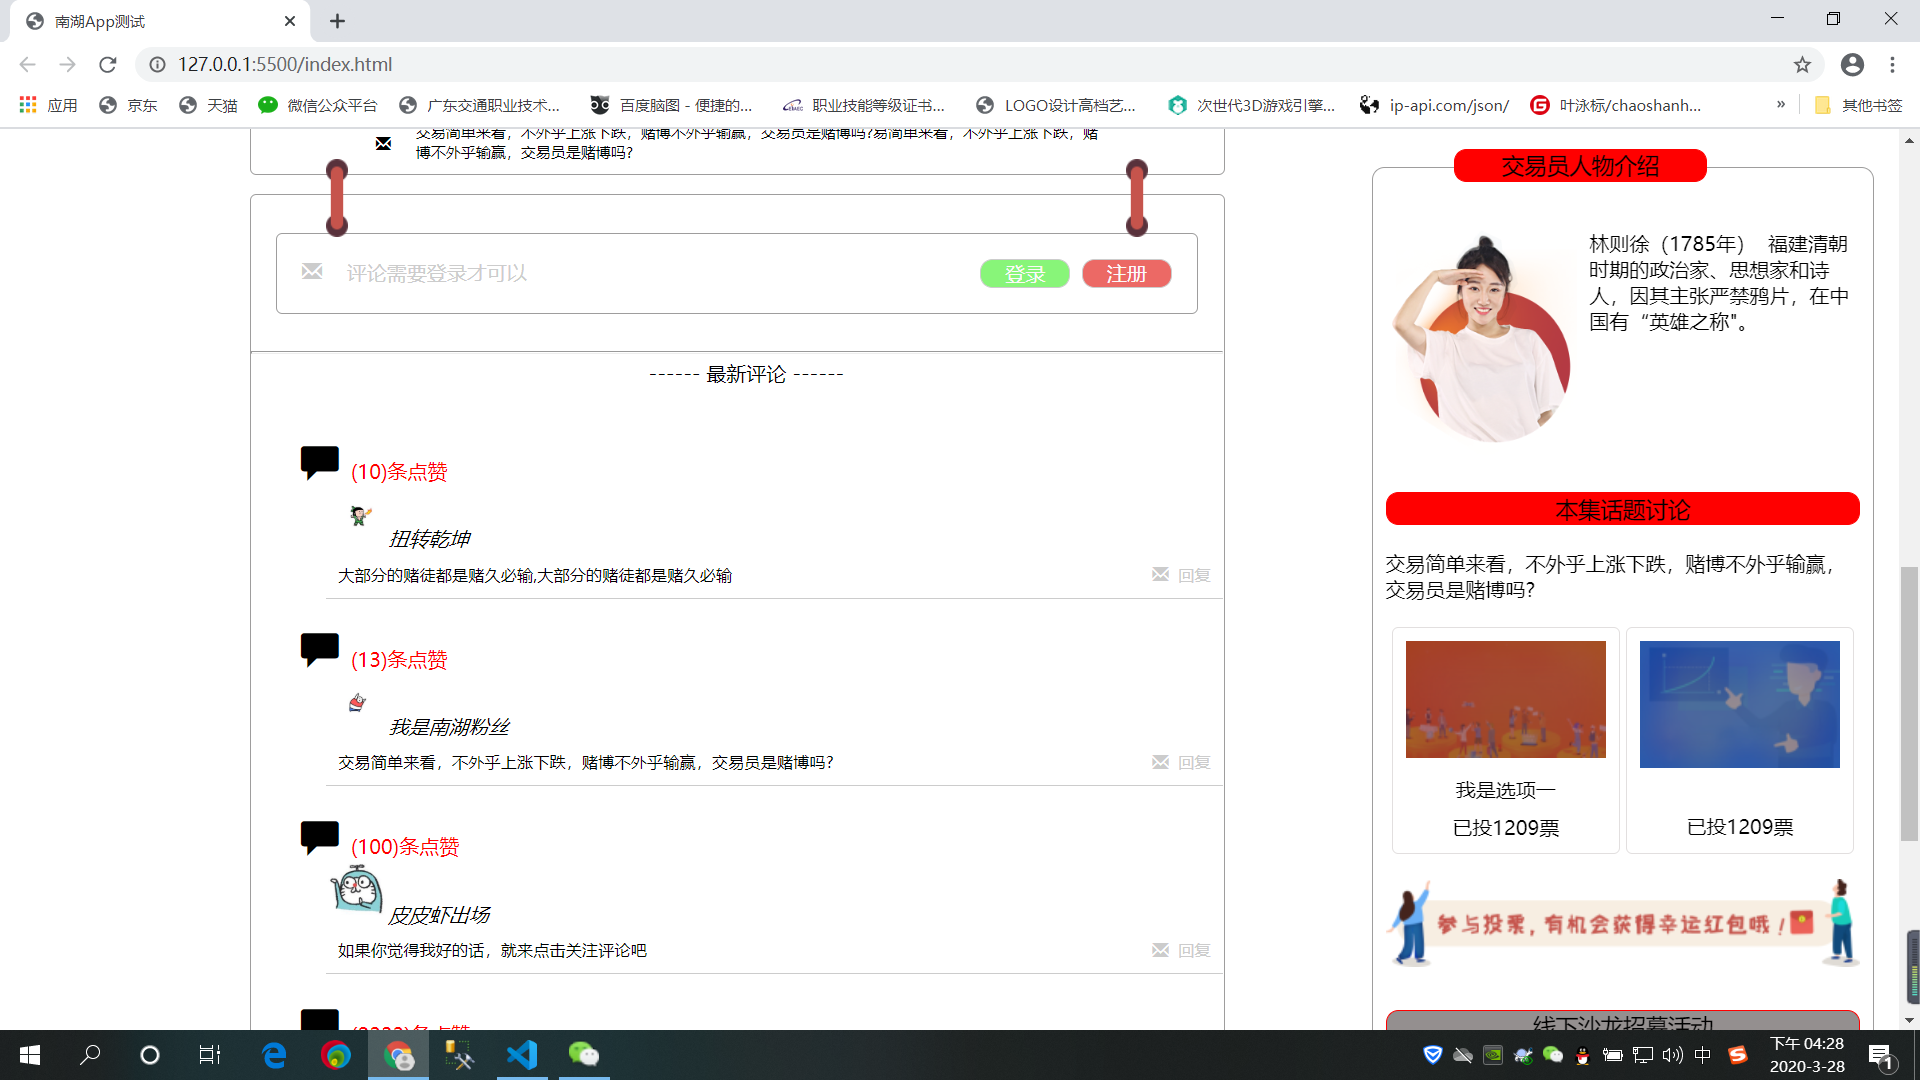 南湖App测试
127.0.0.1:5500/index.html
应用
京东
天猫
微信公众平台
广东交通职业技术...
百度脑图 - 便捷的...
职业技能等级证书...
LOGO设计高档艺...
次世代3D游戏引擎...
ip-api.com/json/
叶泳标/chaoshanh...
»
其他书签
交易简单来看，不外乎上涨下跌，赌博不外乎输赢，交易员是赌博吗?易简单来看，不外乎上涨下跌，赌
博不外乎输赢，交易员是赌博吗?
评论需要登录才可以
登录
注册
------ 最新评论 ------
(10)条点赞
扭转乾坤
大部分的赌徒都是赌久必输,大部分的赌徒都是赌久必输
回复
(13)条点赞
我是南湖粉丝
交易简单来看，不外乎上涨下跌，赌博不外乎输赢，交易员是赌博吗?
回复
(100)条点赞
皮皮虾出场
如果你觉得我好的话，就来点击关注评论吧
回复
交易员人物介绍
林则徐（1785年） 福建清朝
时期的政治家、思想家和诗
人，因其主张严禁鸦片，在中
国有“英雄之称"。
本集话题讨论
交易简单来看，不外乎上涨下跌，赌博不外乎输赢，
交易员是赌博吗?
我是选项一
已投1209票
已投1209票
参与投票，有机会获得幸运红包哦！
线下沙龙招募活动
中
下午 04:28
2020-3-28
1